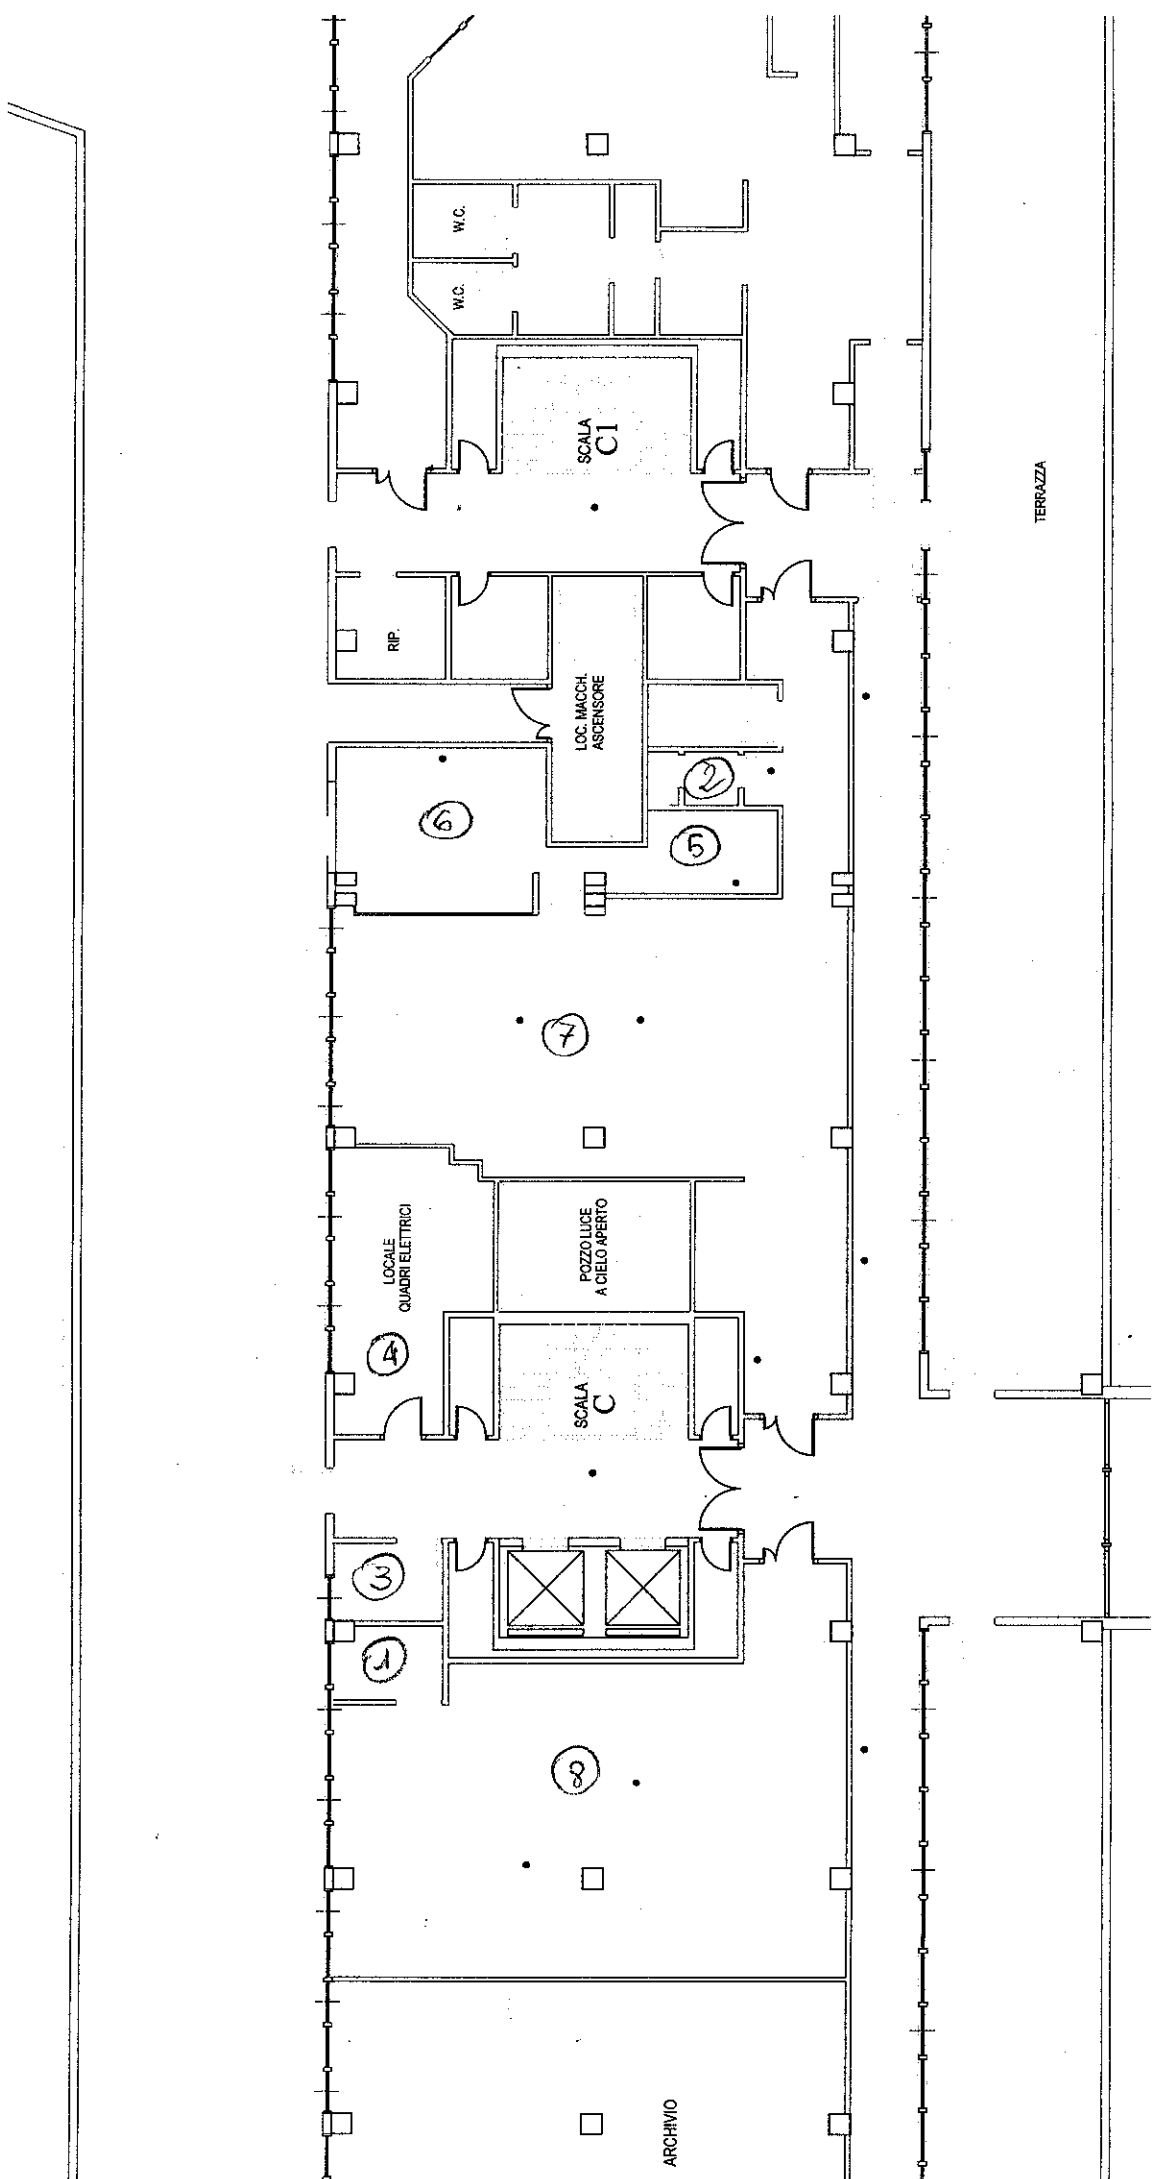 W.C.
W.C.
SCALA
C1
TERRAZZA
RIP.
LOC. MACCH.
ASCENSORE
2
6
5
7
LOCALE
QUADRI ELETTRICI
POZZO LUCE
A CIELO APERTO
4
SCALA
C
3
1
8
ARCHIVIO